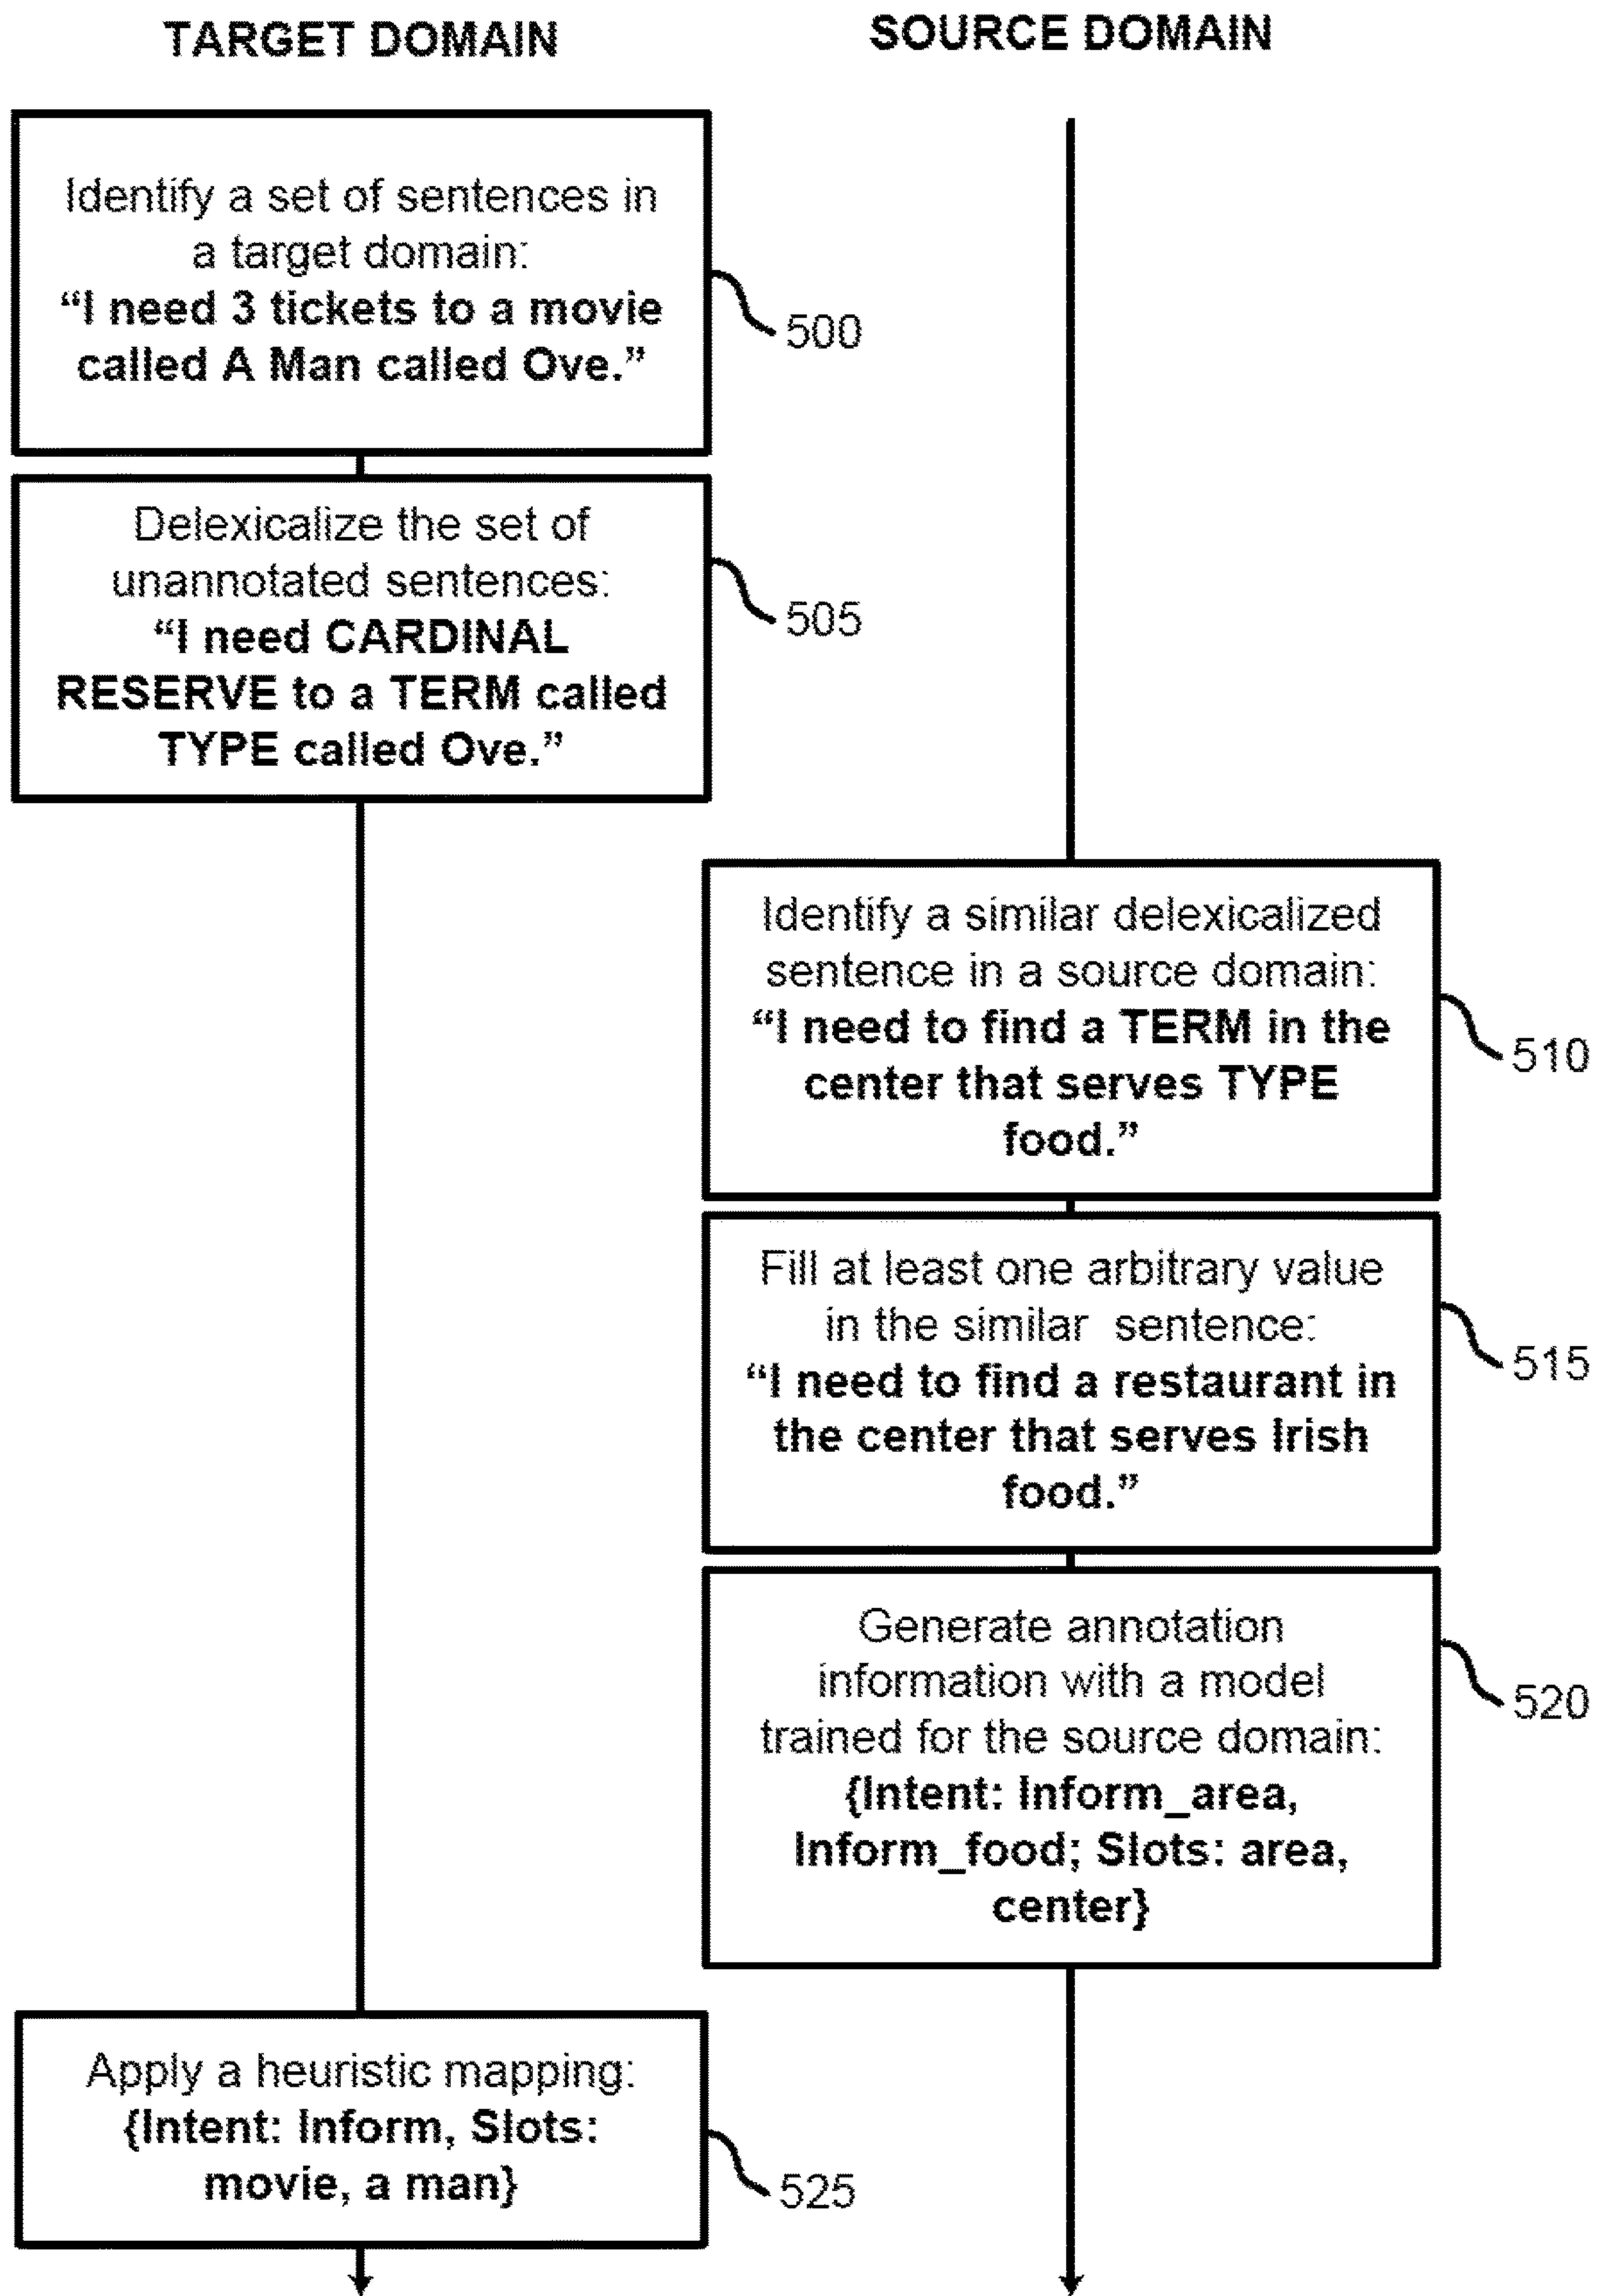 TARGET DOMAIN
SOURCE DOMAIN
Identify a set of sentences in
a target domain:
“I need 3 tickets to a movie
called A Man called Ove.”
500
Delexicalize the set of
unannotated sentences:
“I need CARDINAL
RESERVE to a TERM called
TYPE called Ove.”
505
Identify a similar delexicalized
sentence in a source domain:
“I need to find a TERM in the
center that serves TYPE
food.”
510
Fill at least one arbitrary value
in the similar sentence:
“I need to find a restaurant in
the center that serves Irish
food.”
515
Generate annotation
information with a model
trained for the source domain:
{Intent: Inform_area,
Inform_food; Slots: area,
center}
520
Apply a heuristic mapping:
{Intent: Inform, Slots:
movie, a man}
525